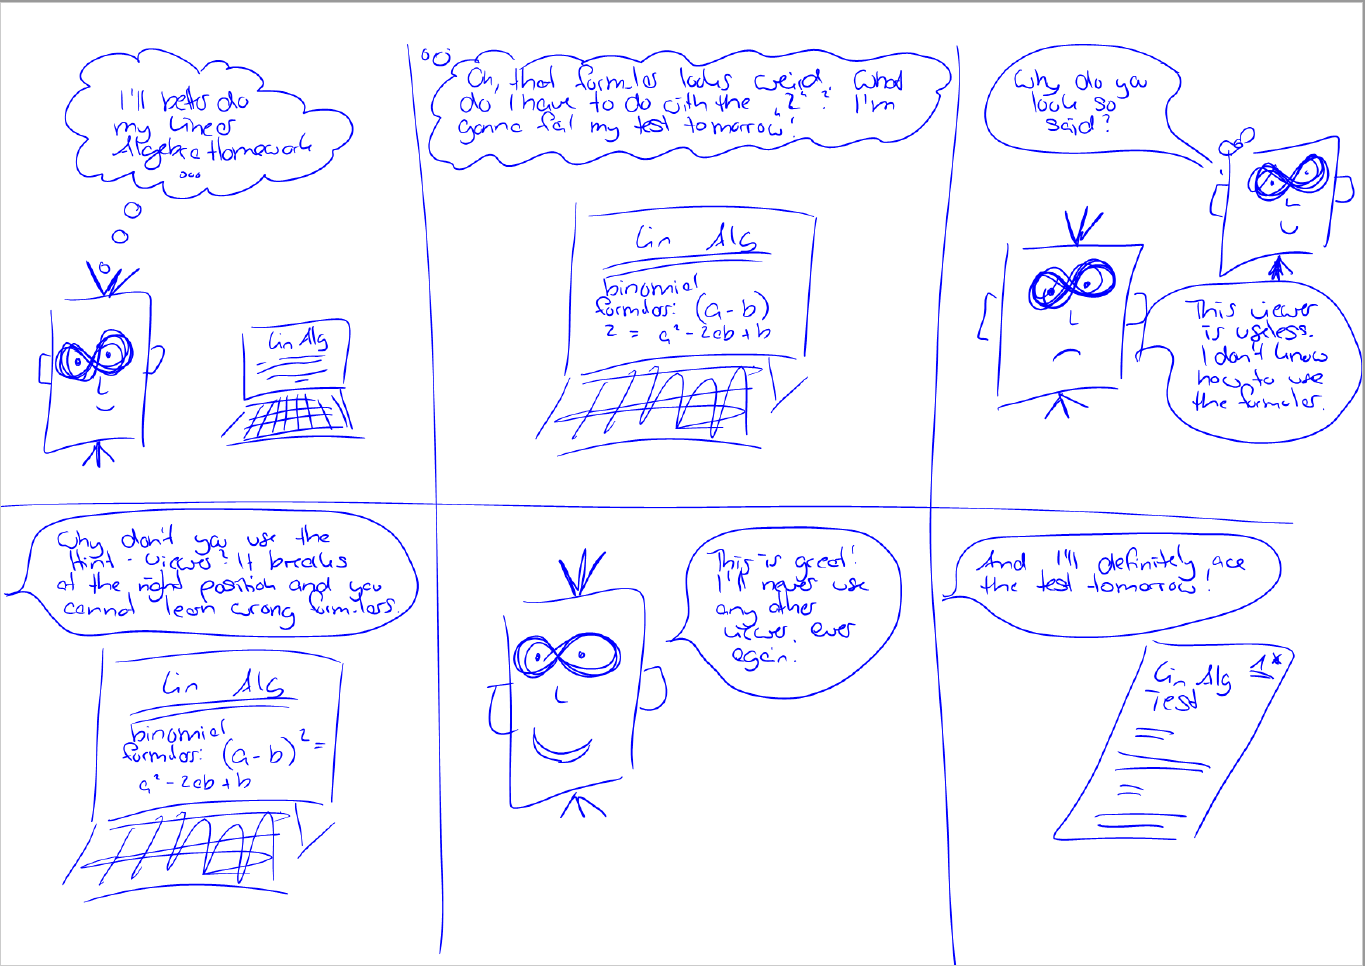 I'll better do
my Linear
Algebra Homework
...
Oh, that formular looks weird. What
do I have to do with the "2"? I'm
gonna fail my test tomorrow!
Lin Alg
Lin Alg
binomial
formulas: (a-b)
2 = a² - 2ab + b
Why do you
look so
said?
This viewer
is useless.
I don't know
how to use
the formular.
Why don't you use the
Hint-Viewer? It breaks
at the right position and you
cannot learn wrong formulars.
Lin Alg
binomial
formulas: (a-b)² =
a² - 2ab + b
This is great!
I'll never use
any other
viewer, ever
again.
And I'll definitely ace
the test tomorrow!
Lin Alg 1*
Test